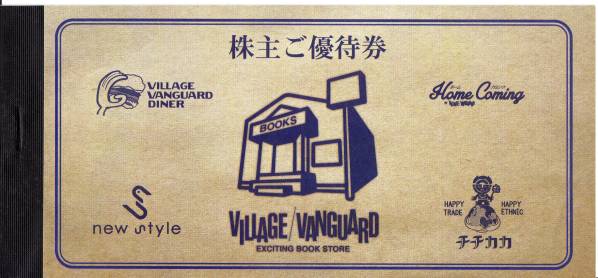 株主ご優待券
VILLAGE
VANGUARD
DINER
Home Coming
BOOKS
new style
VILLAGE/VANGUARD
EXCITING BOOK STORE
HAPPY
TRADE
HAPPY
ETHNIC
チチカカ